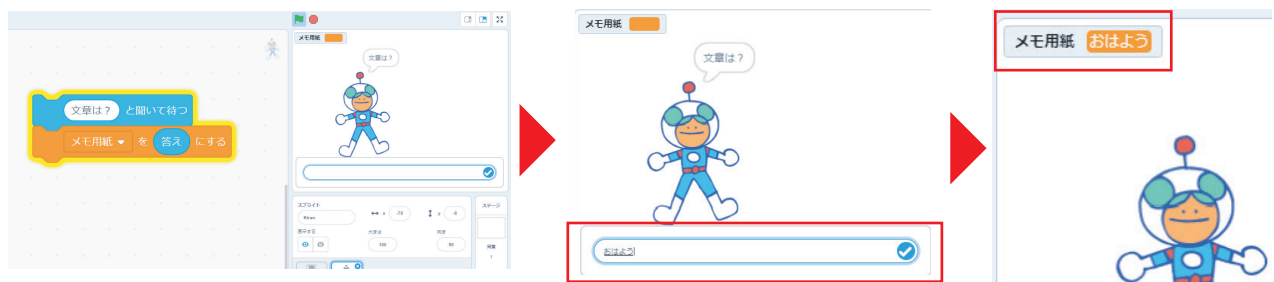 メモ用紙
文章は？
文章は？ と聞いて待つ
メモ用紙 を 答え にする
スプライト
Kiran
x
y
表示する
大きさ
100
向き
90
ステージ
背景
1
メモ用紙
文章は？
おはよう
メモ用紙 おはよう